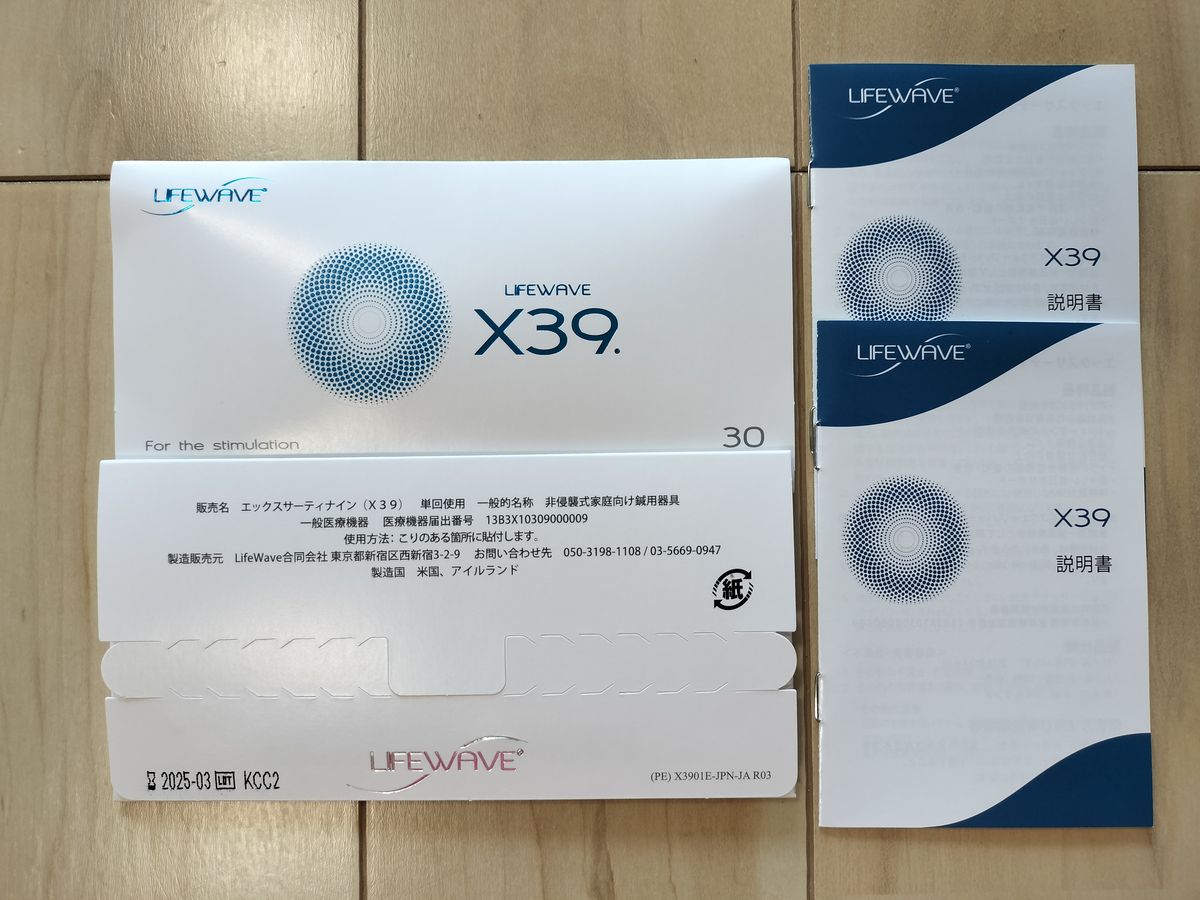 LIFEWAVE®
LIFEWAVE
X39.
For the stimulation
30
販売名 エックスサーティナイン（X39） 単回使用 一般的名称 非侵襲式家庭向け鍼用器具
一般医療機器 医療機器届出番号 13B3X10309000009
使用方法：こりのある箇所に貼付します。
製造販売元 LifeWave合同会社 東京都新宿区西新宿3-2-9 お問い合わせ先 050-3198-1108 / 03-5669-0947
製造国 米国、アイルランド
紙
LIFEWAVE®
2025-03 LOT KCC2
(PE) X3901E-JPN-JA R03
LIFEWAVE®
X39
説明書
LIFEWAVE®
X39
説明書